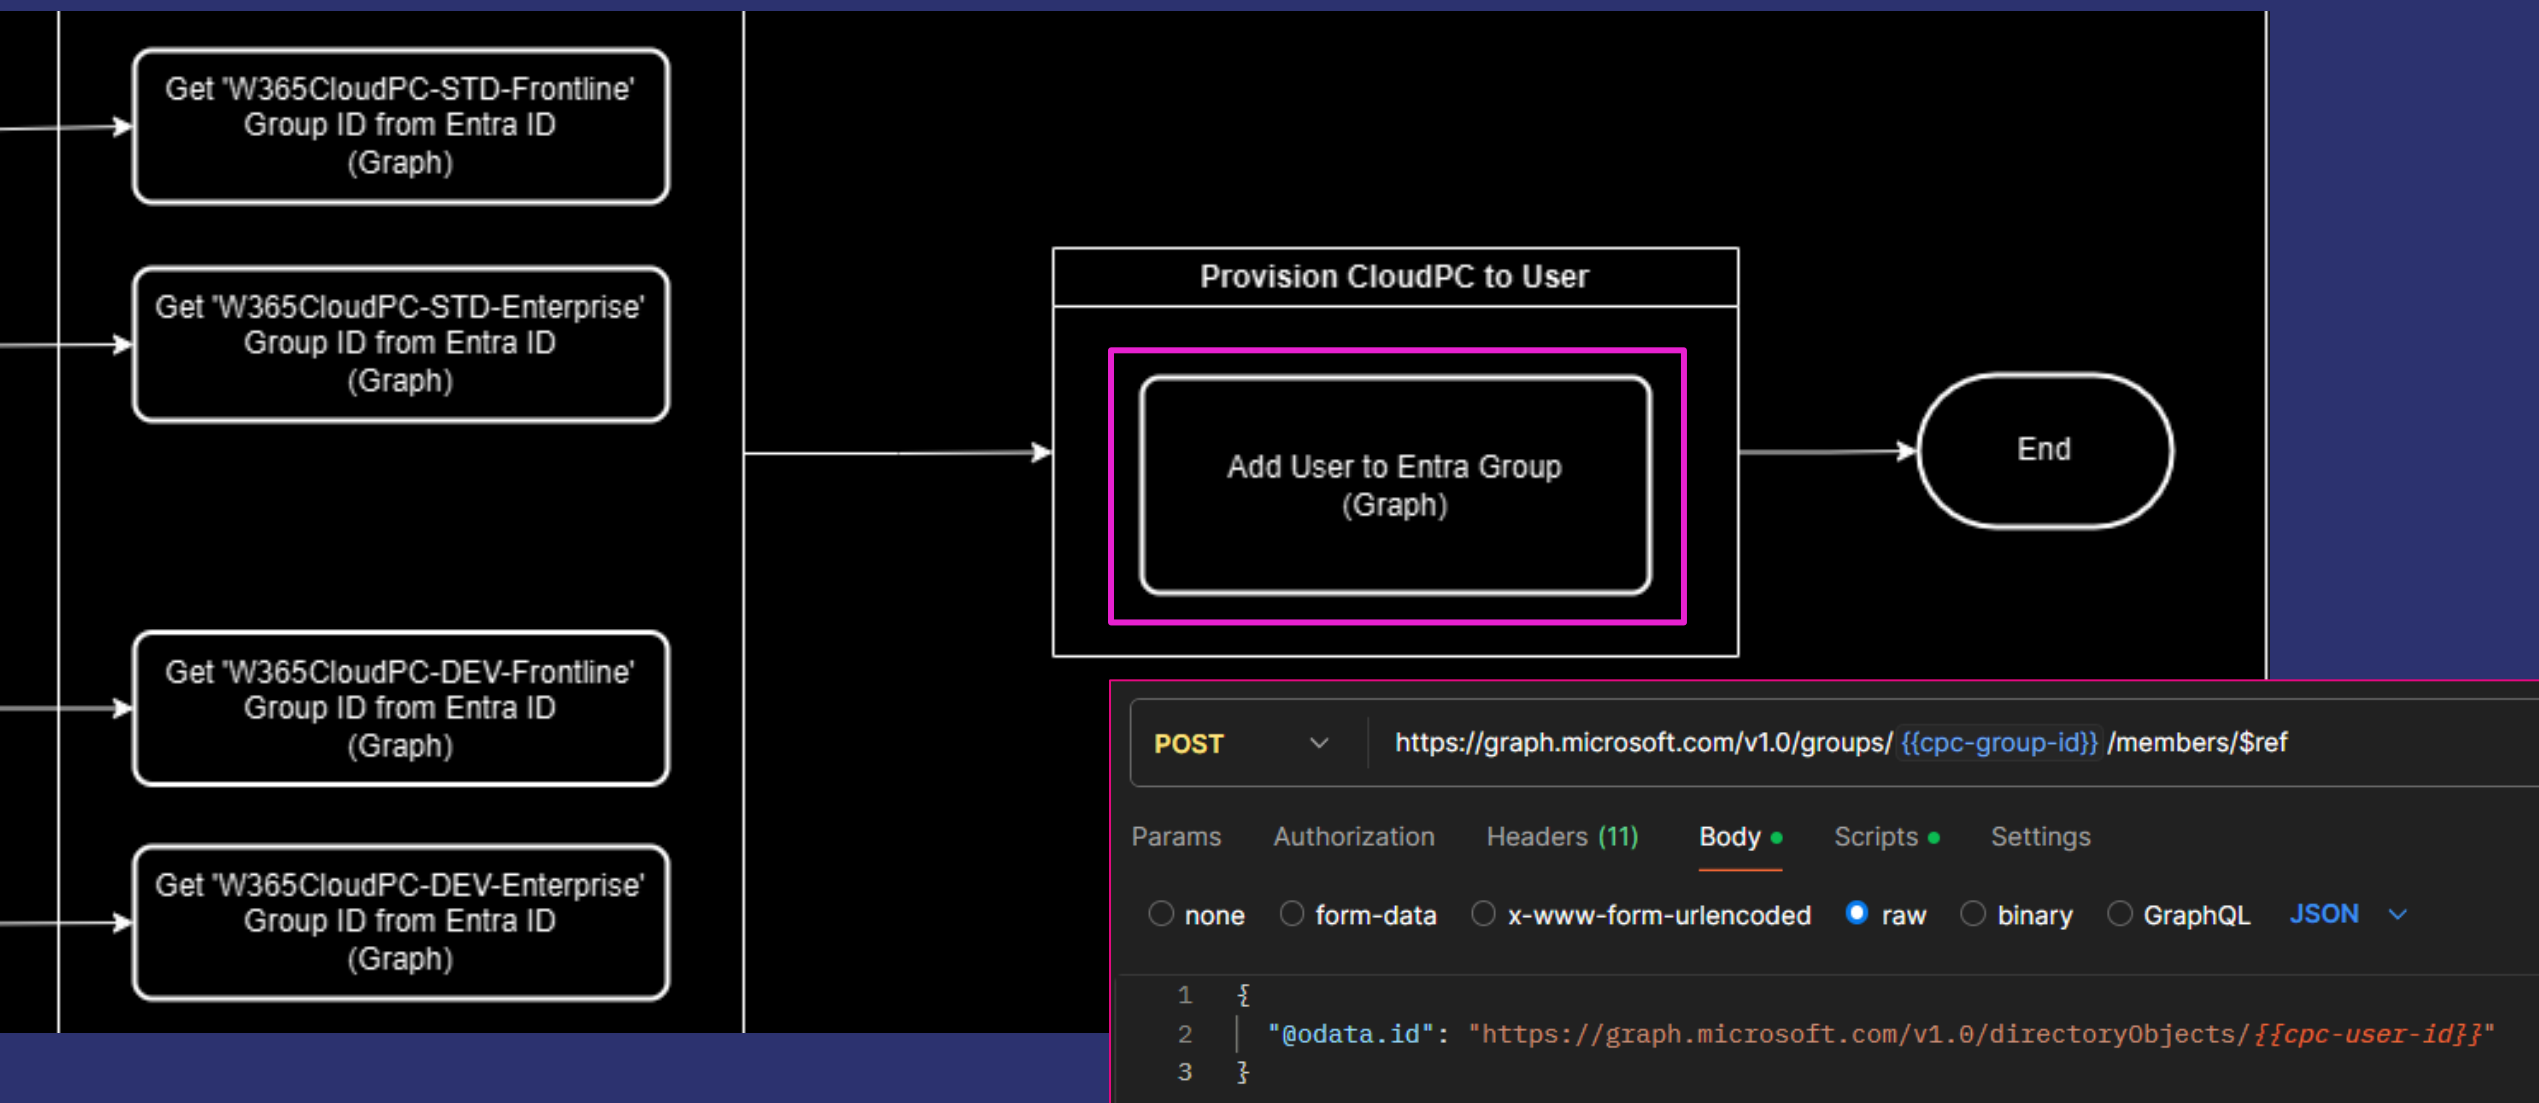 Get 'W365CloudPC-STD-Frontline'
Group ID from Entra ID
(Graph)
Get 'W365CloudPC-STD-Enterprise'
Group ID from Entra ID
(Graph)
Get 'W365CloudPC-DEV-Frontline'
Group ID from Entra ID
(Graph)
Get 'W365CloudPC-DEV-Enterprise'
Group ID from Entra ID
(Graph)
Provision CloudPC to User
Add User to Entra Group
(Graph)
End
POST https://graph.microsoft.com/v1.0/groups/ {{cpc-group-id}} /members/$ref
Params Authorization Headers (11) Body Scripts Settings
none form-data x-www-form-urlencoded raw binary GraphQL JSON
1 {
2 "@odata.id": "https://graph.microsoft.com/v1.0/directoryObjects/{{cpc-user-id}}"
3 }